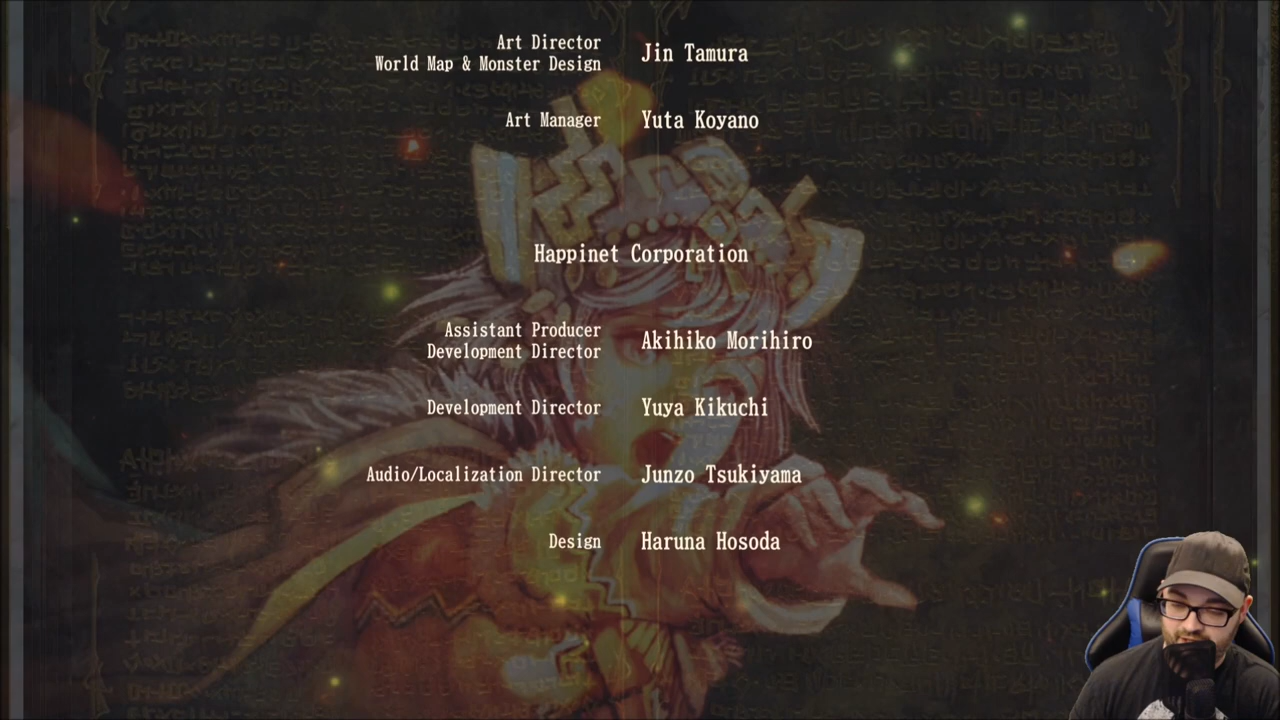 Art Director
World Map & Monster Design
Jin Tamura
Art Manager
Yuta Koyano
Happinet Corporation
Assistant Producer
Development Director
Akihiko Morihiro
Development Director
Yuya Kikuchi
Audio/Localization Director
Junzo Tsukiyama
Design
Haruna Hosoda